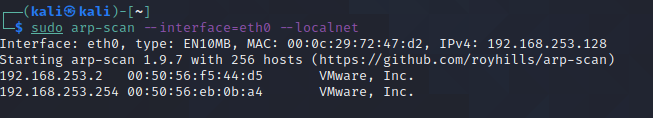 ┌──(kali㉿kali)-[~]
└─$ sudo arp-scan --interface=eth0 --localnet
Interface: eth0, type: EN10MB, MAC: 00:0c:29:72:47:d2, IPv4: 192.168.253.128
Starting arp-scan 1.9.7 with 256 hosts (https://github.com/royhills/arp-scan)
192.168.253.2   00:50:56:f5:44:d5       VMware, Inc.
192.168.253.254 00:50:56:eb:0b:a4       VMware, Inc.